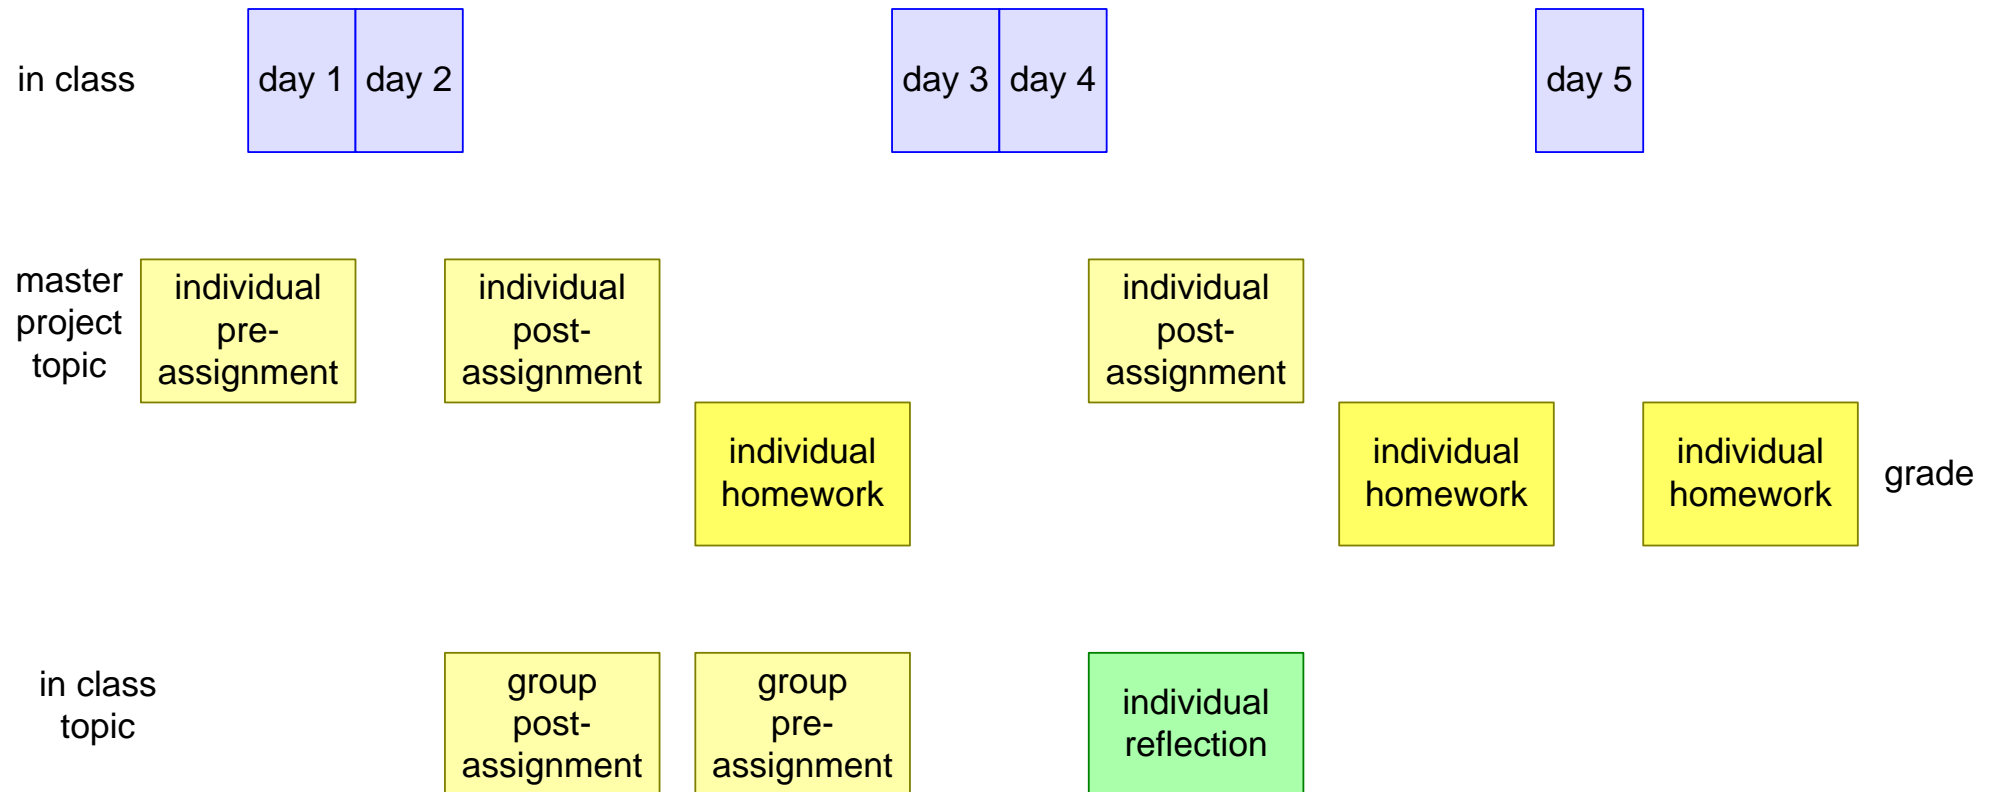 in class
day 1
day 2
day 3
day 4
day 5
master
project
topic
individual
pre-
assignment
individual
post-
assignment
individual
post-
assignment
individual
homework
individual
homework
individual
homework
grade
in class
topic
group
post-
assignment
group
pre-
assignment
individual
reflection